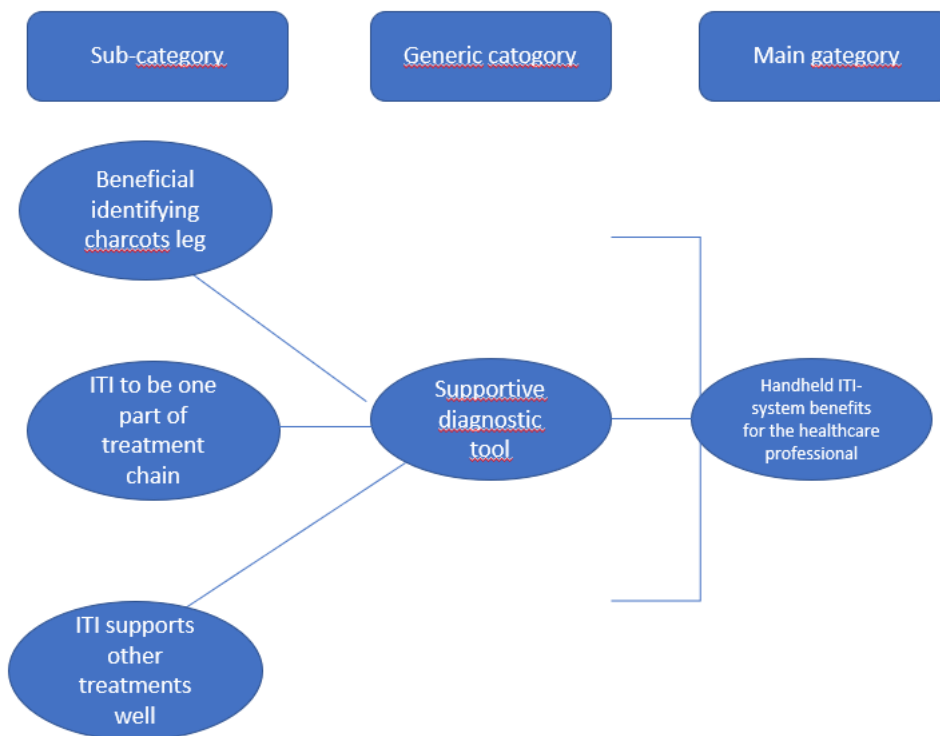 Sub-category
Generic catogory
Main gategory
Beneficial
identifying
charcots leg
ITI to be one
part of
treatment
chain
Supportive
diagnostic
tool
Handheld ITI-
system benefits
for the healthcare
professional
ITI supports
other
treatments
well